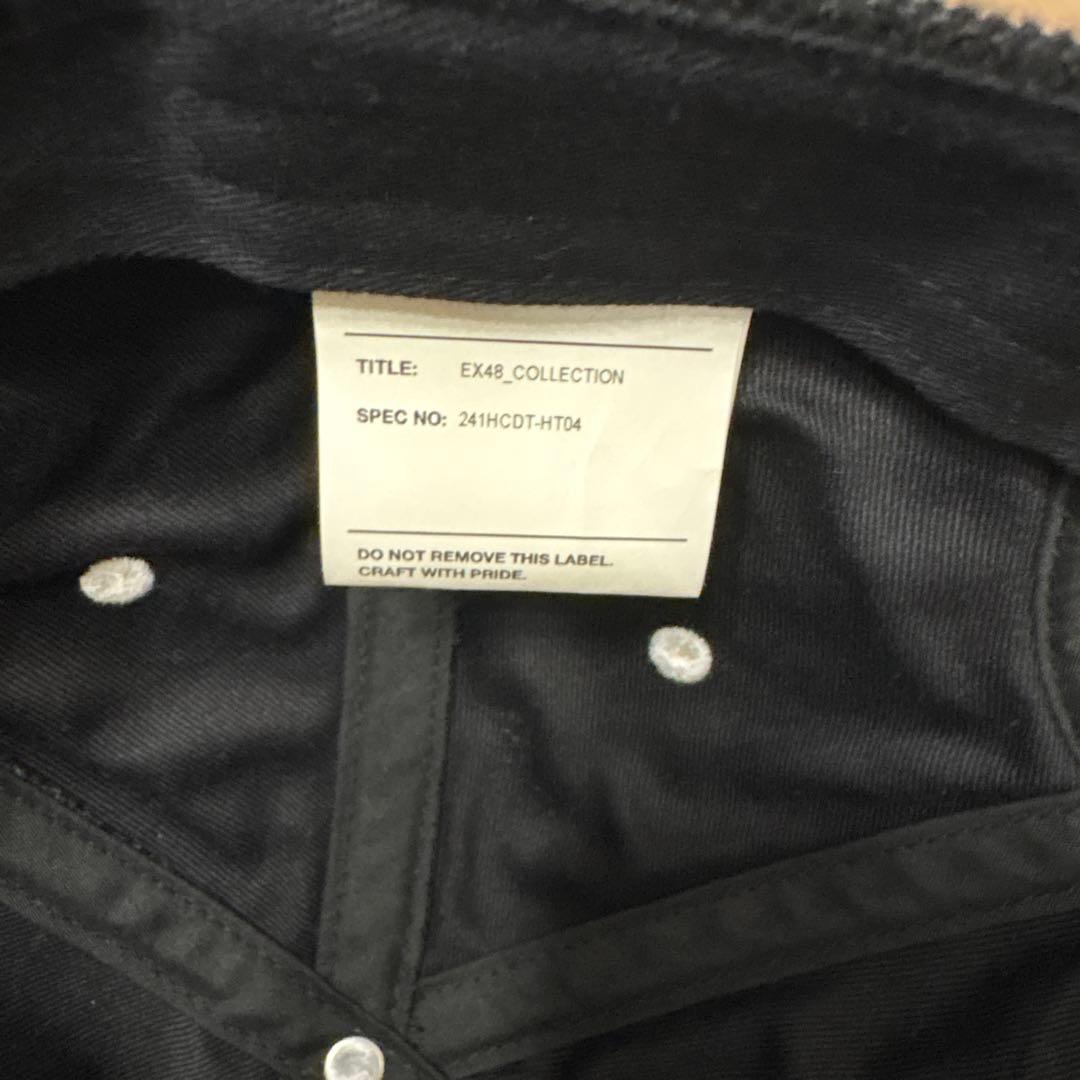 TITLE: EX48_COLLECTION
SPEC NO: 241HCDT-HT04
DO NOT REMOVE THIS LABEL.
CRAFT WITH PRIDE.